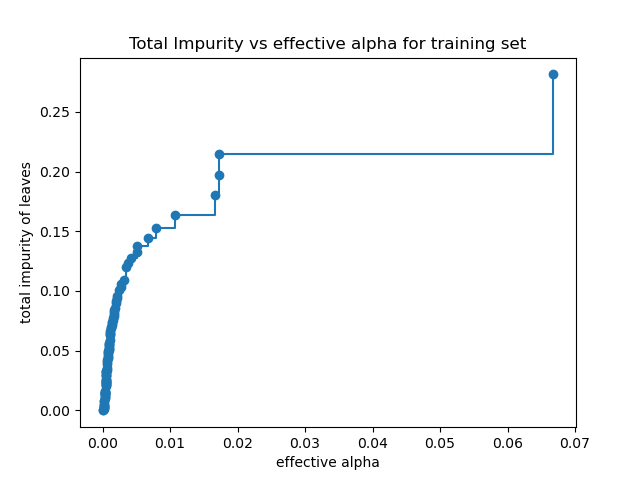 Total Impurity vs effective alpha for training set
total impurity of leaves
0.25
0.20
0.15
0.10
0.05
0.00
0.00 0.01 0.02 0.03 0.04 0.05 0.06 0.07
effective alpha